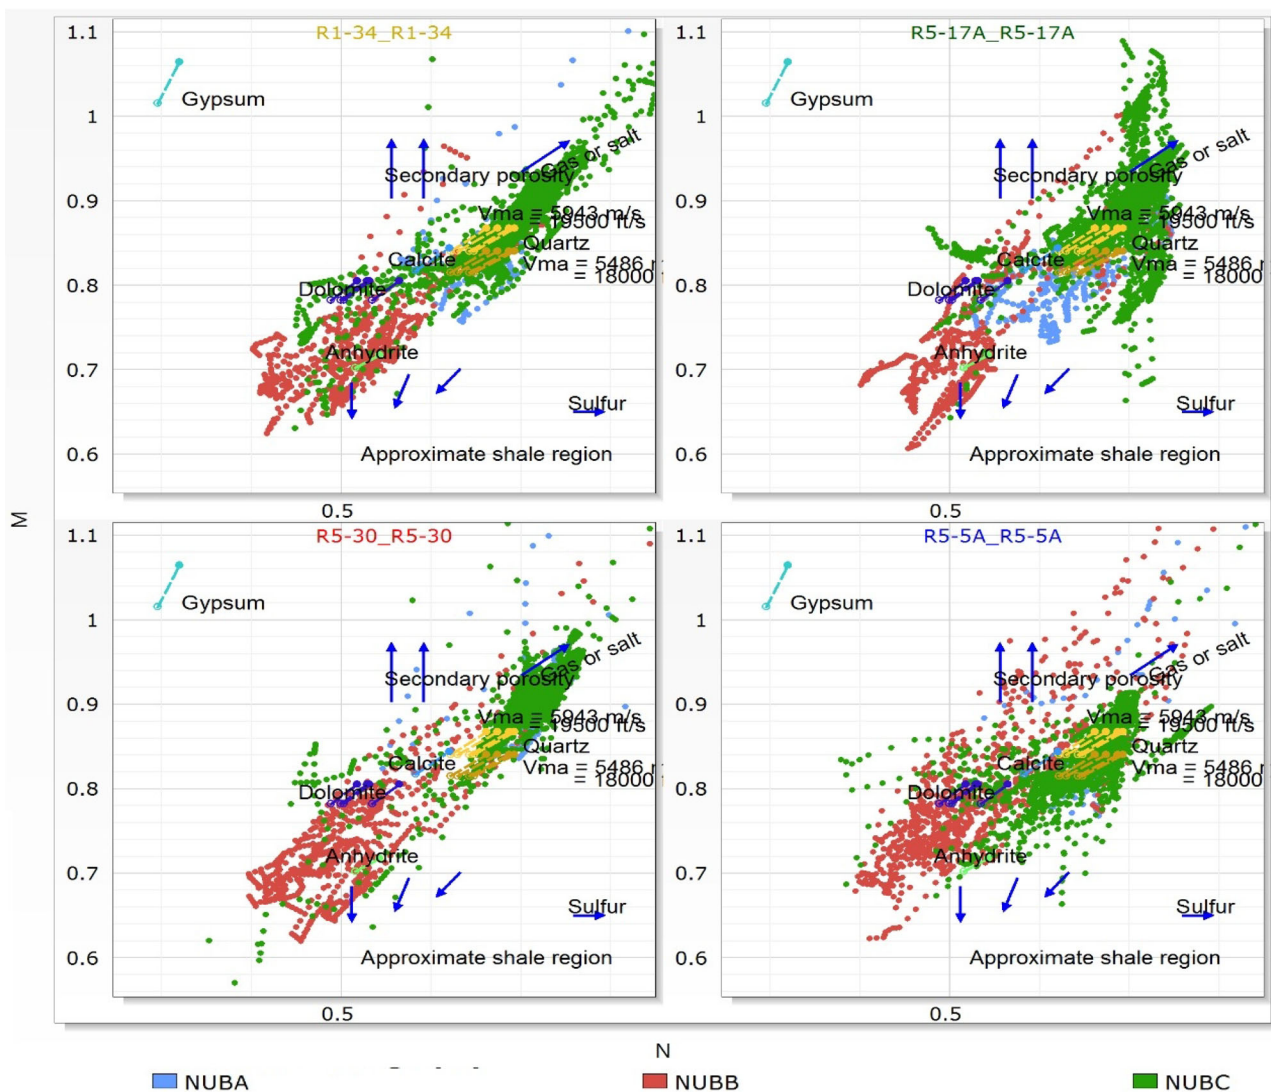 R1-34_R1-34
1.1
Gypsum
1
Gas or salt
Secondary porosity
0.9
Vma = 5943 m/s
= 19500 ft/s
Quartz
Calcite
Vma = 5486
= 18000
0.8
Dolomite
Anhydrite
0.7
Sulfur
0.6
Approximate shale region
0.5
R5-17A_R5-17A
1.1
Gypsum
1
Gas or salt
Secondary porosity
0.9
Vma = 5943 m/s
= 19500 ft/s
Quartz
Calcite
Vma = 5486 m
= 18000
0.8
Dolomite
Anhydrite
0.7
Sulfur
0.6
Approximate shale region
0.5
M
R5-30_R5-30
1.1
Gypsum
1
Gas or salt
Secondary porosity
0.9
Vma = 5943 m/s
= 19500 ft/s
Quartz
Calcite
Vma = 5486
= 18000
0.8
Dolomite
Anhydrite
0.7
Sulfur
0.6
Approximate shale region
0.5
R5-5A_R5-5A
1.1
Gypsum
1
Gas or salt
Secondary porosity
0.9
Vma = 5943 m/s
= 19500 ft/s
Quartz
Calcite
Vma = 5486 m
= 18000
0.8
Dolomite
Anhydrite
0.7
Sulfur
0.6
Approximate shale region
0.5
N
NUBA
NUBB
NUBC